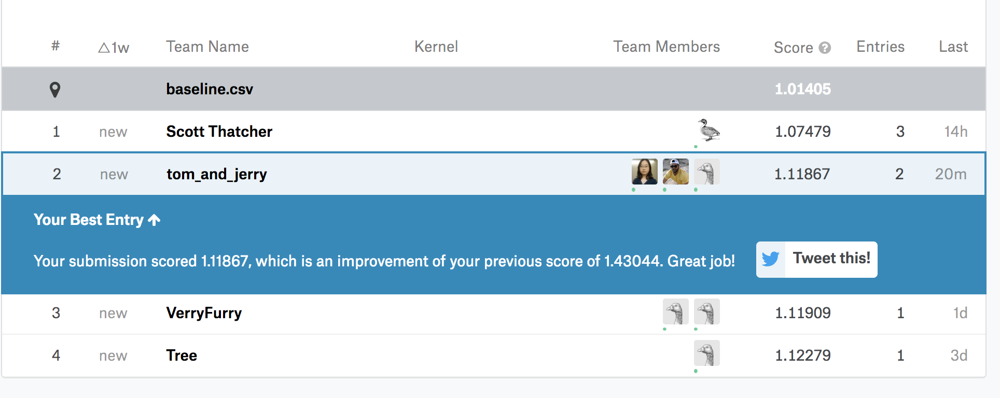 # △1w Team Name Kernel Team Members Score ? Entries Last
baseline.csv 1.01405
1 new Scott Thatcher 1.07479 3 14h
2 new tom_and_jerry 1.11867 2 20m
Your Best Entry ↑
Your submission scored 1.11867, which is an improvement of your previous score of 1.43044. Great job! Tweet this!
3 new VerryFurry 1.11909 1 1d
4 new Tree 1.12279 1 3d